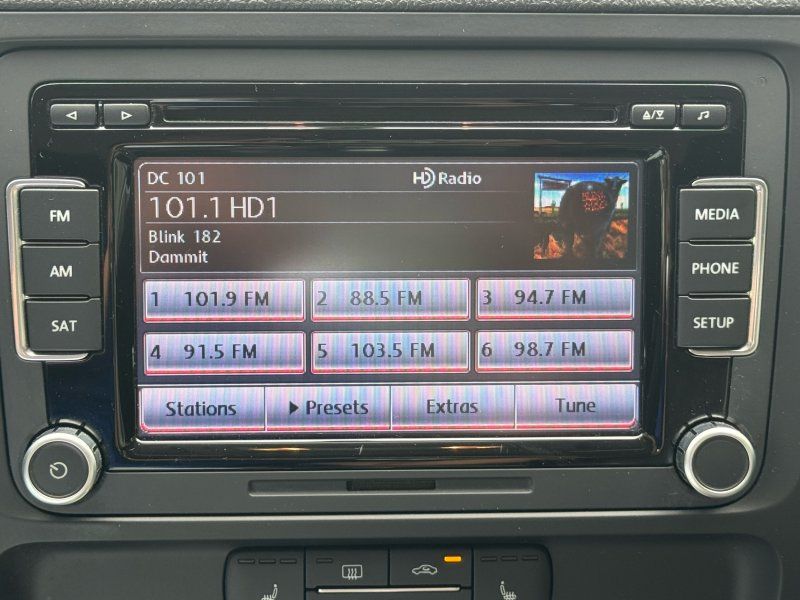 DC 101
HD Radio
101.1 HD1
Blink 182
Dammit
FM
AM
SAT
MEDIA
PHONE
SETUP
1 101.9 FM
2 88.5 FM
3 94.7 FM
4 91.5 FM
5 103.5 FM
6 98.7 FM
Stations
Presets
Extras
Tune